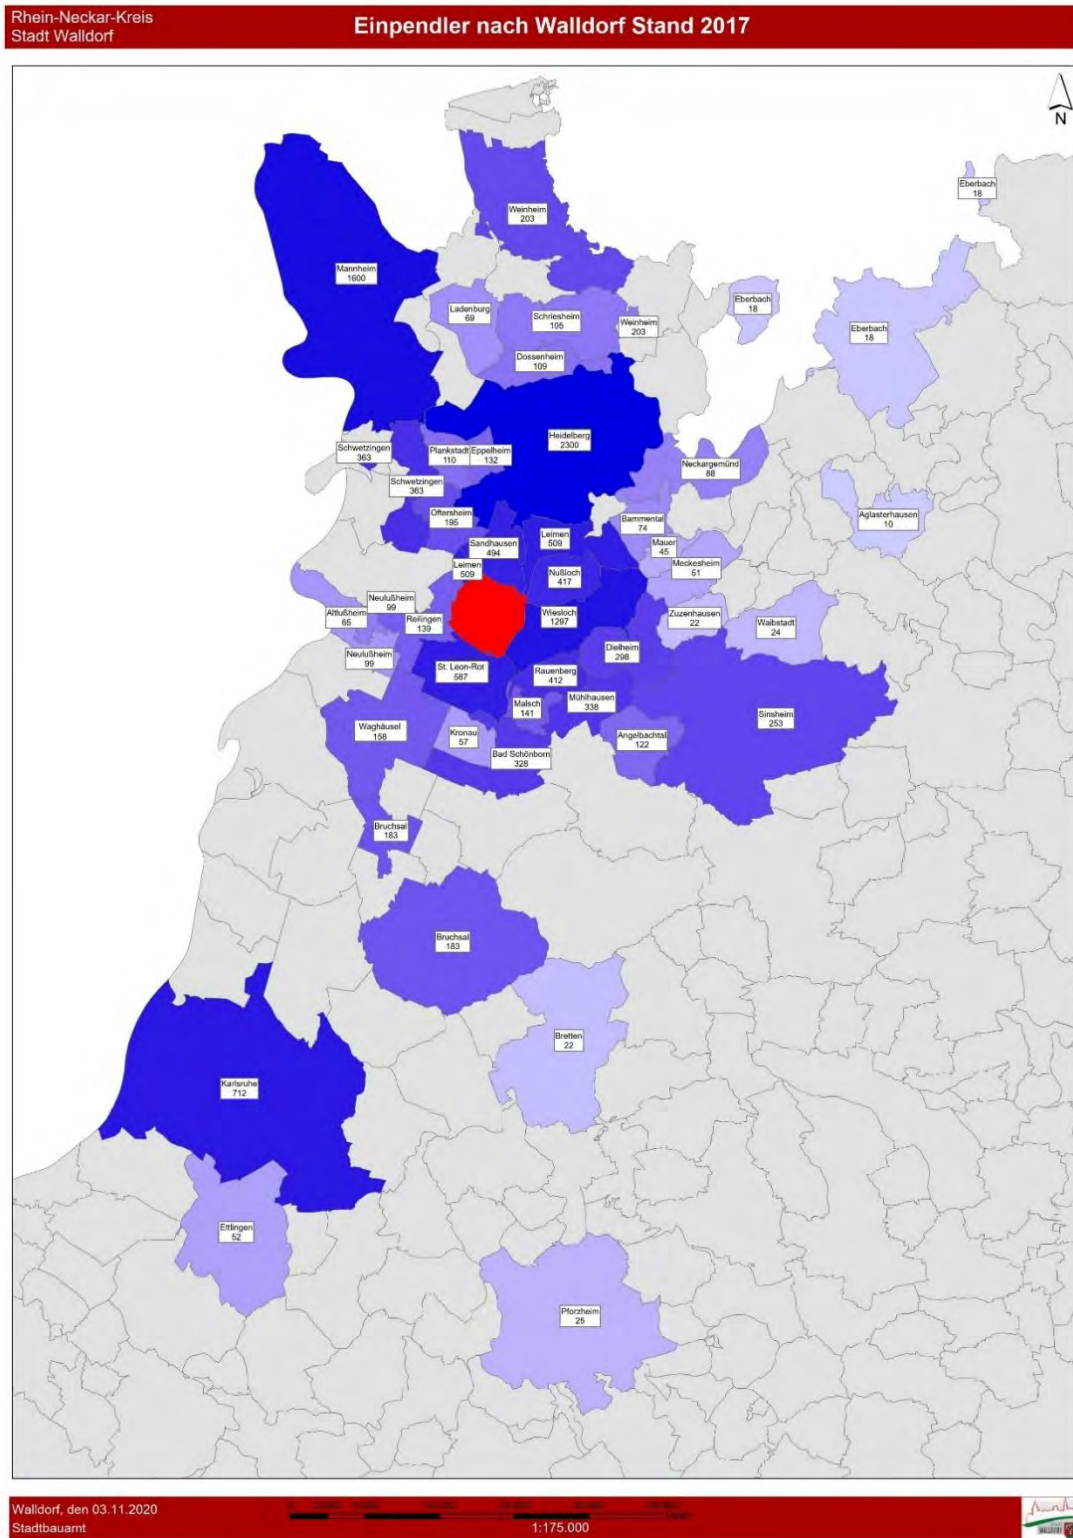 Rhein-Neckar-Kreis
Stadt Walldorf
Einpendler nach Walldorf Stand 2017
N
Eberbach
18
Weinheim
203
Mannheim
1600
Ladenburg
69
Schriesheim
105
Weinheim
203
Eberbach
18
Eberbach
18
Dossenheim
109
Heidelberg
2300
Schwetzingen
363
Plankstadt
110
Eppelheim
132
Neckargemünd
88
Schwetzingen
363
Oftersheim
195
Aglasterhausen
10
Bammental
74
Sandhausen
494
Leimen
509
Mauer
45
Leimen
509
Nußloch
417
Meckesheim
51
Neulußheim
99
Altlußheim
65
Reilingen
139
Wiesloch
1297
Zuzenhausen
22
Waibstadt
24
Neulußheim
99
Dielheim
298
St. Leon-Rot
587
Rauenberg
412
Malsch
141
Mühlhausen
338
Sinsheim
253
Waghäusel
158
Kronau
57
Angelbachtal
122
Bad Schönborn
328
Bruchsal
183
Bruchsal
183
Bretten
22
Karlsruhe
712
Ettlingen
52
Pforzheim
25
Walldorf, den 03.11.2020
Stadtbauamt
1:175.000
WALLDORF